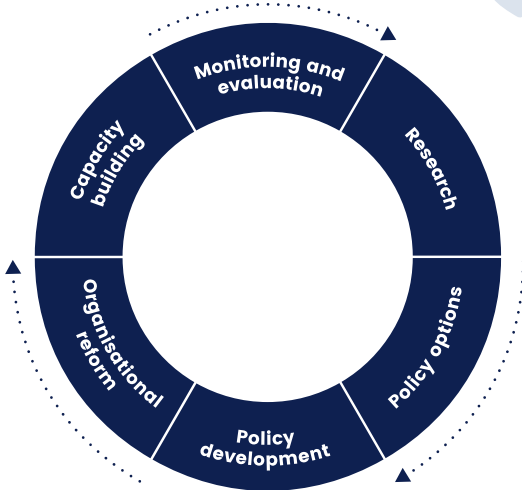 Monitoring and
evaluation
Research
Policy options
Policy
development
Organisational
reform
Capacity
building